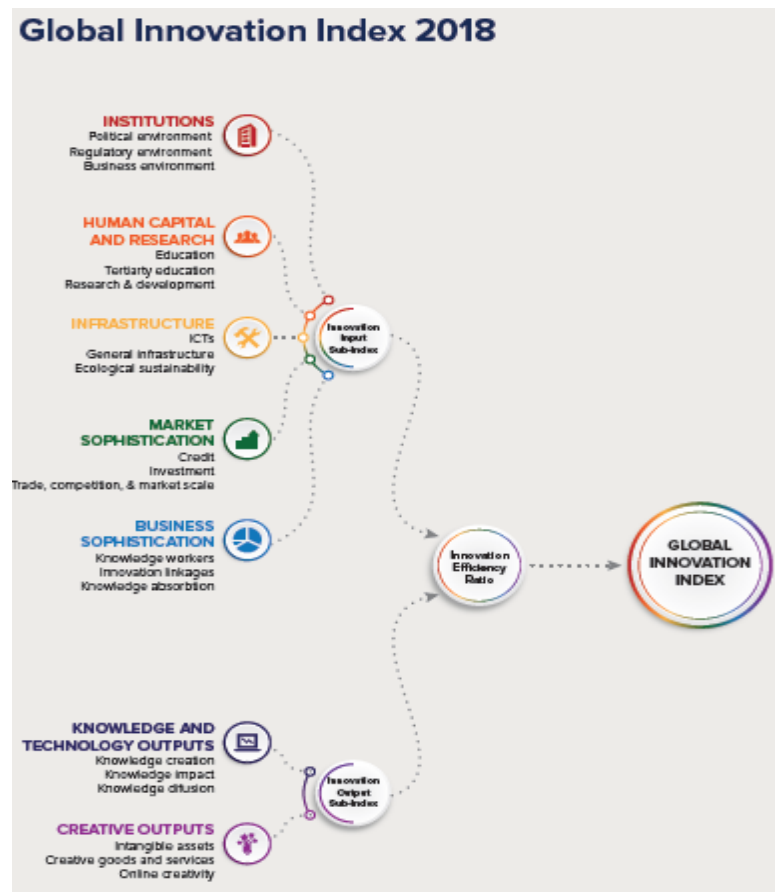 Global Innovation Index 2018
INSTITUTIONS
Political environment
Regulatory environment
Business environment
HUMAN CAPITAL
AND RESEARCH
Education
Tertiarty education
Research & development
INFRASTRUCTURE
ICTs
General infrastructure
Ecological sustainability
Innovation
Input
Sub-Index
MARKET
SOPHISTICATION
Credit
Investment
Trade, competition, & market scale
BUSINESS
SOPHISTICATION
Knowledge workers
Innovation linkages
Knowledge absorbtion
Innovation
Efficiency
Ratio
GLOBAL
INNOVATION
INDEX
KNOWLEDGE AND
TECHNOLOGY OUTPUTS
Knowledge creation
Knowledge impact
Knowledge difusion
Innovation
Output
Sub-Index
CREATIVE OUTPUTS
Intangible assets
Creative goods and services
Online creativity